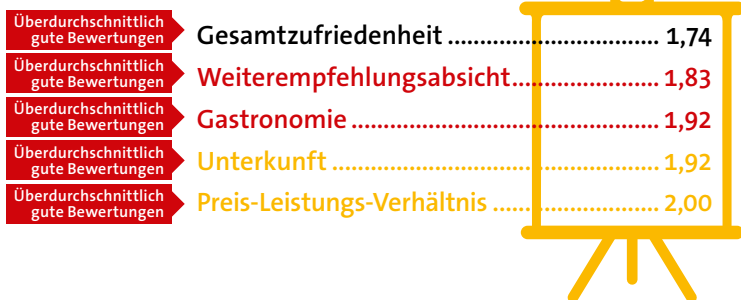 Überdurchschnittlich
gute Bewertungen
Gesamtzufriedenheit ................................ 1,74
Überdurchschnittlich
gute Bewertungen
Weiterempfehlungsabsicht...................... 1,83
Überdurchschnittlich
gute Bewertungen
Gastronomie .............................................. 1,92
Überdurchschnittlich
gute Bewertungen
Unterkunft ................................................. 1,92
Überdurchschnittlich
gute Bewertungen
Preis-Leistungs-Verhältnis ......................... 2,00